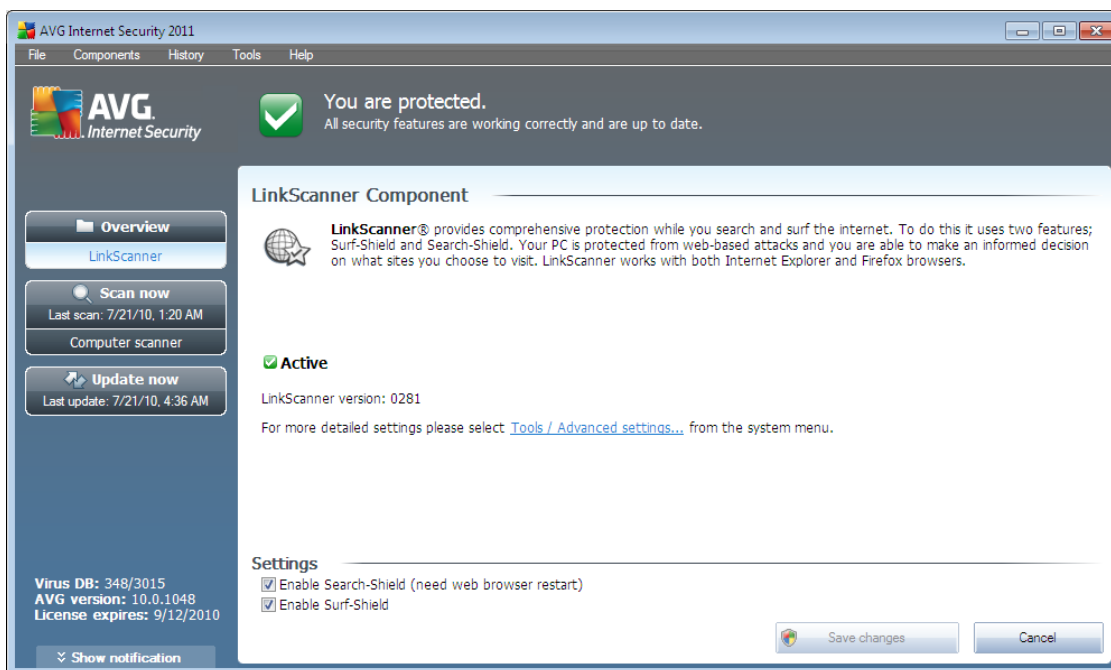 AVG Internet Security 2011
File Components History Tools Help
AVG.
Internet Security
You are protected.
All security features are working correctly and are up to date.
Overview
LinkScanner
Scan now
Last scan: 7/21/10, 1:20 AM
Computer scanner
Update now
Last update: 7/21/10, 4:36 AM
Virus DB: 348/3015
AVG version: 10.0.1048
License expires: 9/12/2010
Show notification
LinkScanner Component
LinkScanner® provides comprehensive protection while you search and surf the internet. To do this it uses two features;
Surf-Shield and Search-Shield. Your PC is protected from web-based attacks and you are able to make an informed decision
on what sites you choose to visit. LinkScanner works with both Internet Explorer and Firefox browsers.
Active
LinkScanner version: 0281
For more detailed settings please select Tools / Advanced settings... from the system menu.
Settings
Enable Search-Shield (need web browser restart)
Enable Surf-Shield
Save changes Cancel